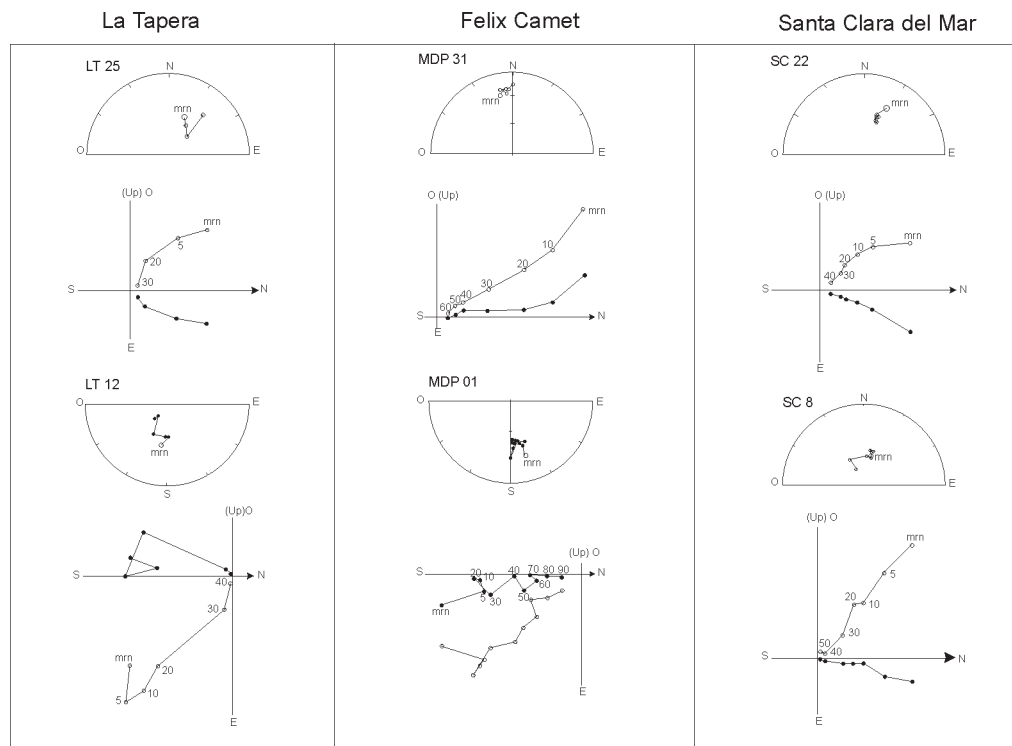 La Tapera
Felix Camet
Santa Clara del Mar
LT 25
N
mrn
O
E
(Up) O
mrn
5
20
30
S
N
E
LT 12
O
E
mrn
S
(Up)O
S
N
40
30
mrn
20
10
5
E
MDP 31
N
mrn
O
E
O (Up)
mrn
10
20
30
40
50
60
S
N
E
MDP 01
O
E
mrn
S
(Up) O
S
N
20
10
40
70
80
90
60
5
30
50
mrn
E
SC 22
N
mrn
O
E
O (Up)
mrn
5
10
20
30
40
S
N
E
SC 8
N
mrn
O
E
(Up) O
mrn
5
20
10
30
50
40
S
N
E